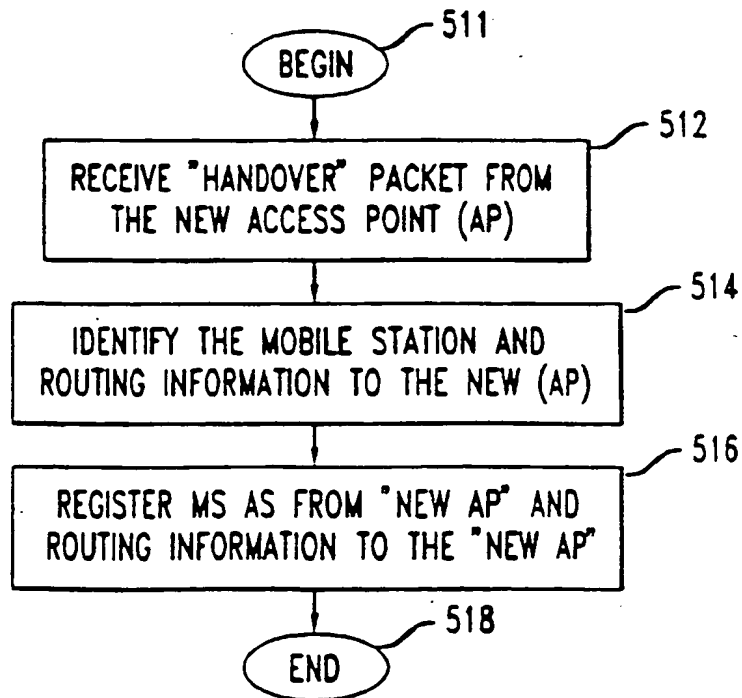 511
BEGIN
512
RECEIVE "HANDOVER" PACKET FROM
THE NEW ACCESS POINT (AP)
514
IDENTIFY THE MOBILE STATION AND
ROUTING INFORMATION TO THE NEW (AP)
516
REGISTER MS AS FROM "NEW AP" AND
ROUTING INFORMATION TO THE "NEW AP"
518
END